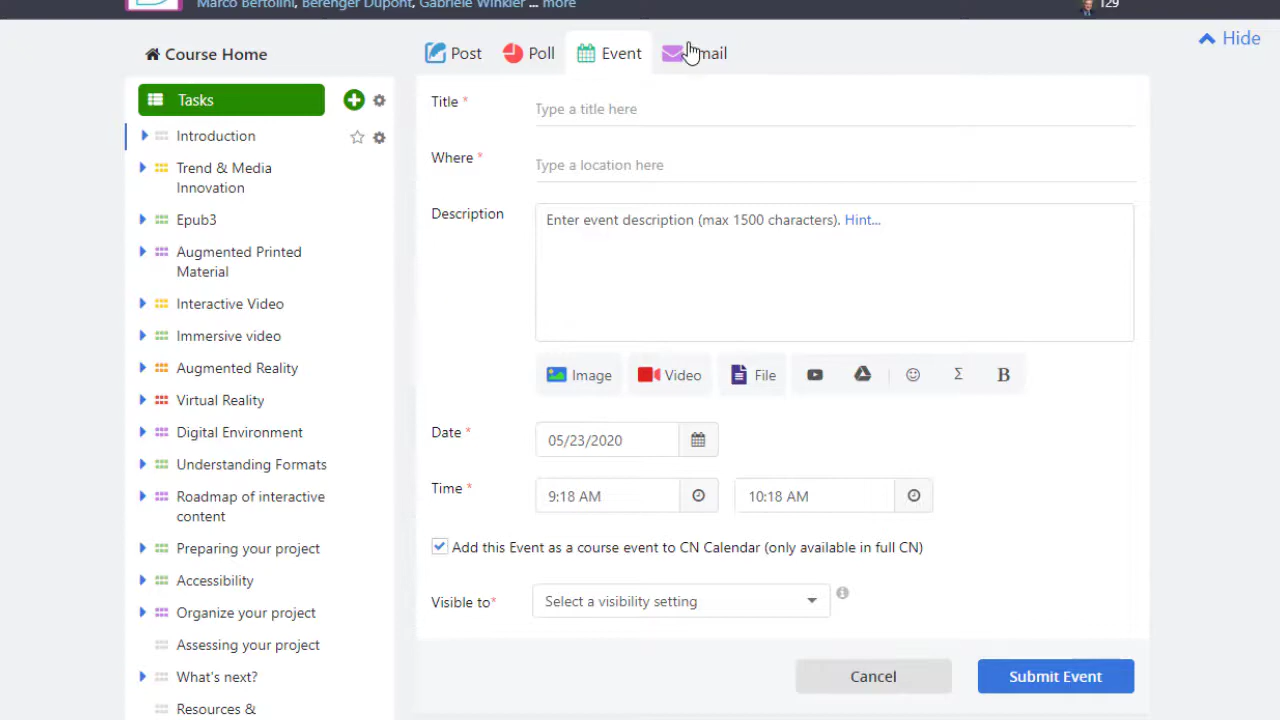 Marco Bertolini, Berenger Dupont, Gabriele Winkler ... more
129
Course Home
Post
Poll
Event
mail
Hide
Tasks
Introduction
Trend & Media
Innovation
Epub3
Augmented Printed
Material
Interactive Video
Immersive video
Augmented Reality
Virtual Reality
Digital Environment
Understanding Formats
Roadmap of interactive
content
Preparing your project
Accessibility
Organize your project
Assessing your project
What's next?
Resources &
Title *
Type a title here
Where *
Type a location here
Description
Enter event description (max 1500 characters). Hint...
Image
Video
File
Σ
B
Date *
05/23/2020
Time *
9:18 AM
10:18 AM
Add this Event as a course event to CN Calendar (only available in full CN)
Visible to*
Select a visibility setting
Cancel
Submit Event